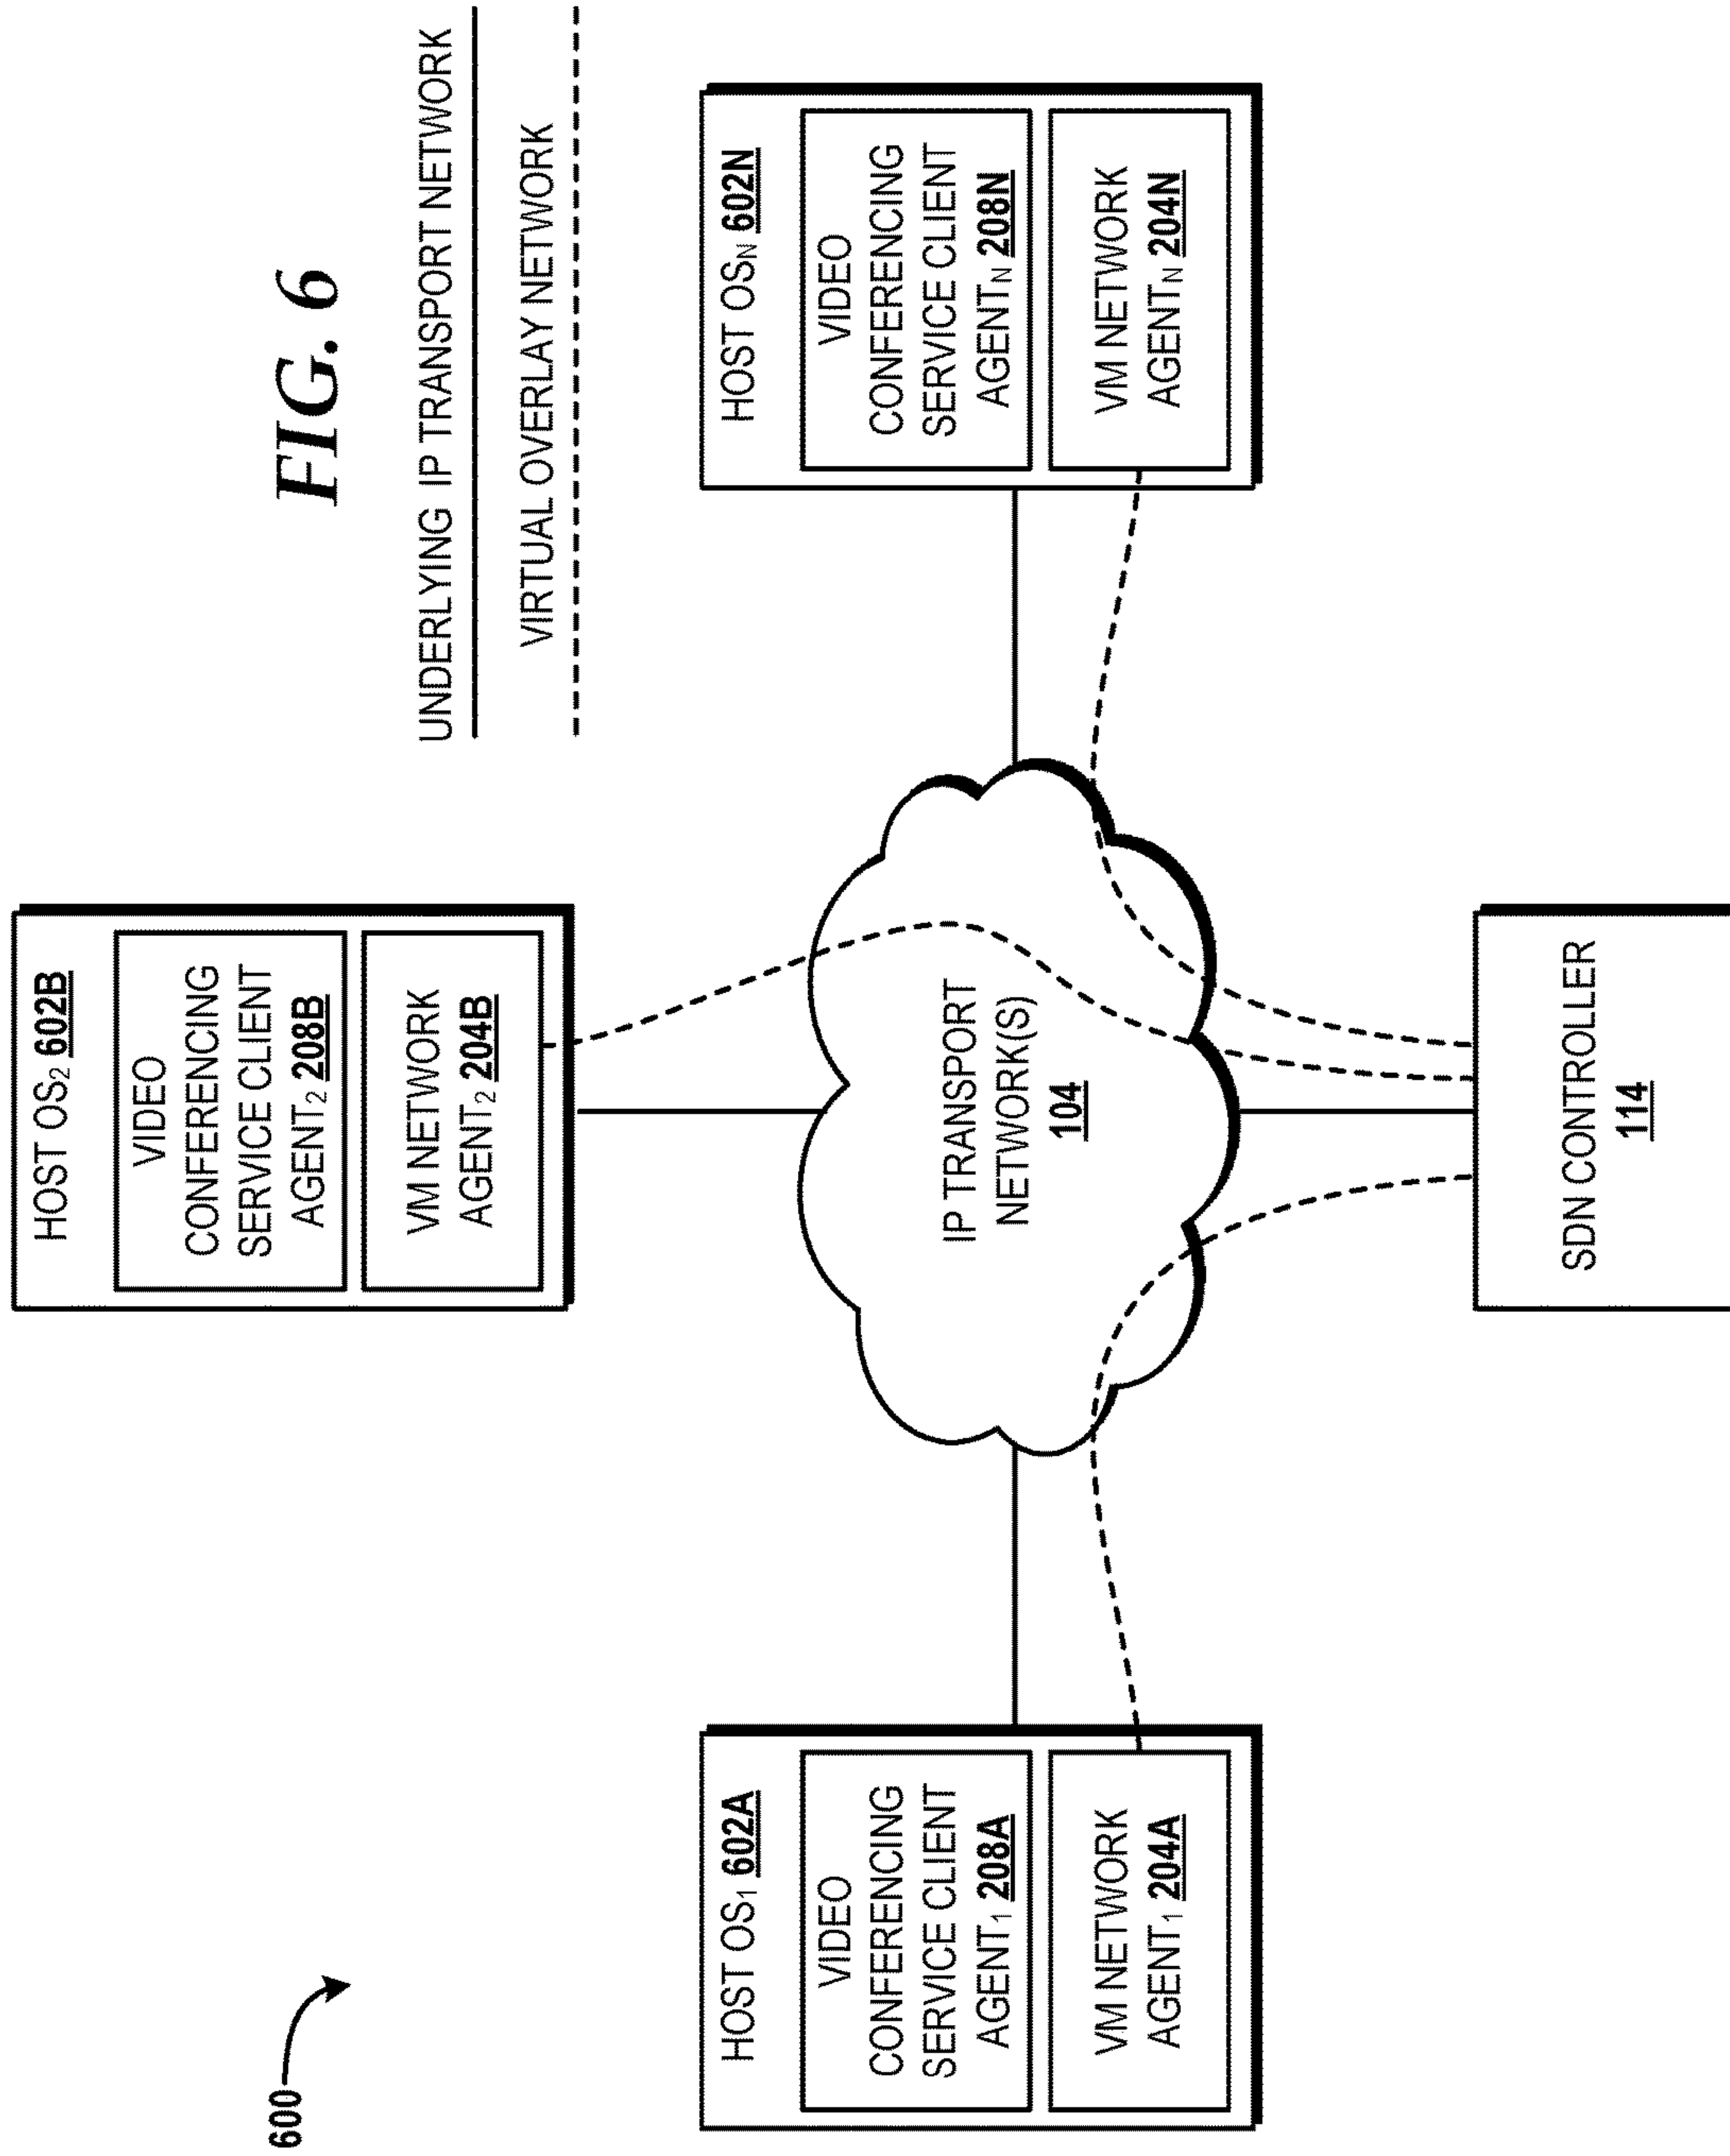 600
FIG. 6
UNDERLYING IP TRANSPORT NETWORK
VIRTUAL OVERLAY NETWORK
HOST OS₂ 602B
VIDEO
CONFERENCING
SERVICE CLIENT
AGENT₂ 208B
VM NETWORK
AGENT₂ 204B
HOST OS₁ 602A
VIDEO
CONFERENCING
SERVICE CLIENT
AGENT₁ 208A
VM NETWORK
AGENT₁ 204A
IP TRANSPORT
NETWORK(S)
104
HOST OSN 602N
VIDEO
CONFERENCING
SERVICE CLIENT
AGENTN 208N
VM NETWORK
AGENTN 204N
SDN CONTROLLER
114